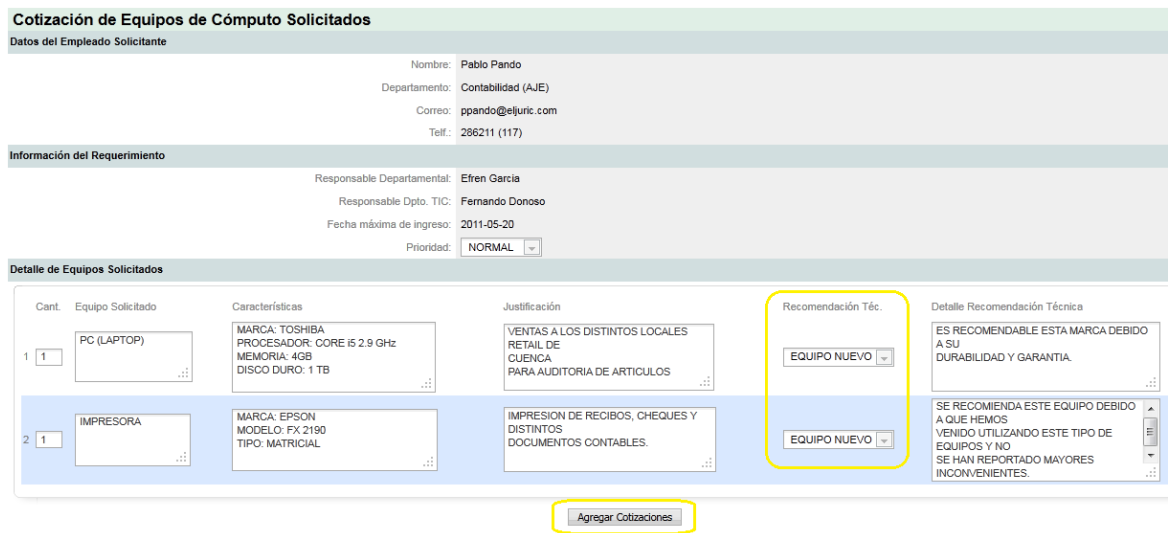 Cotización de Equipos de Cómputo Solicitados
Datos del Empleado Solicitante
Nombre: Pablo Pando
Departamento: Contabilidad (AJE)
Correo: ppando@eljuric.com
Telf.: 286211 (117)
Información del Requerimiento
Responsable Departamental: Efren Garcia
Responsable Dpto. TIC: Fernando Donoso
Fecha máxima de ingreso: 2011-05-20
Prioridad: NORMAL
Detalle de Equipos Solicitados
Cant. Equipo Solicitado Características Justificación Recomendación Téc. Detalle Recomendación Técnica
1 1
PC (LAPTOP)
MARCA: TOSHIBA
PROCESADOR: CORE i5 2.9 GHz
MEMORIA: 4GB
DISCO DURO: 1 TB
VENTAS A LOS DISTINTOS LOCALES
RETAIL DE
CUENCA
PARA AUDITORIA DE ARTICULOS
EQUIPO NUEVO
ES RECOMENDABLE ESTA MARCA DEBIDO
A SU
DURABILIDAD Y GARANTIA.
2 1
IMPRESORA
MARCA: EPSON
MODELO: FX 2190
TIPO: MATRICIAL
IMPRESION DE RECIBOS, CHEQUES Y
DISTINTOS
DOCUMENTOS CONTABLES.
EQUIPO NUEVO
SE RECOMIENDA ESTE EQUIPO DEBIDO
A QUE HEMOS
VENIDO UTILIZANDO ESTE TIPO DE
EQUIPOS Y NO
SE HAN REPORTADO MAYORES
INCONVENIENTES.
Agregar Cotizaciones